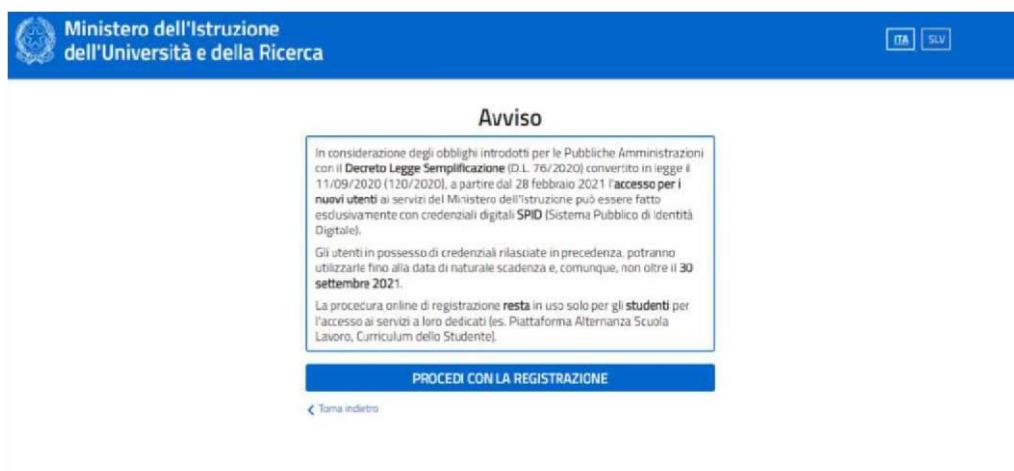 Ministero dell'Istruzione
dell'Università e della Ricerca
ITA SLV
Avviso
In considerazione degli obblighi introdotti per le Pubbliche Amministrazioni
con il Decreto Legge Semplificazione (D.L. 76/2020) convertito in legge il
11/09/2020 (120/2020), a partire dal 28 febbraio 2021 l'accesso per i
nuovi utenti ai servizi del Ministero dell'Istruzione può essere fatto
esclusivamente con credenziali digitali SPID (Sistema Pubblico di Identità
Digitale).
Gli utenti in possesso di credenziali rilasciate in precedenza, potranno
utilizzarle fino alla data di naturale scadenza e, comunque, non oltre il 30
settembre 2021.
La procedura online di registrazione resta in uso solo per gli studenti per
l'accesso ai servizi a loro dedicati (es. Piattaforma Alternanza Scuola
Lavoro, Curriculum dello Studente).
PROCEDI CON LA REGISTRAZIONE
Torna indietro